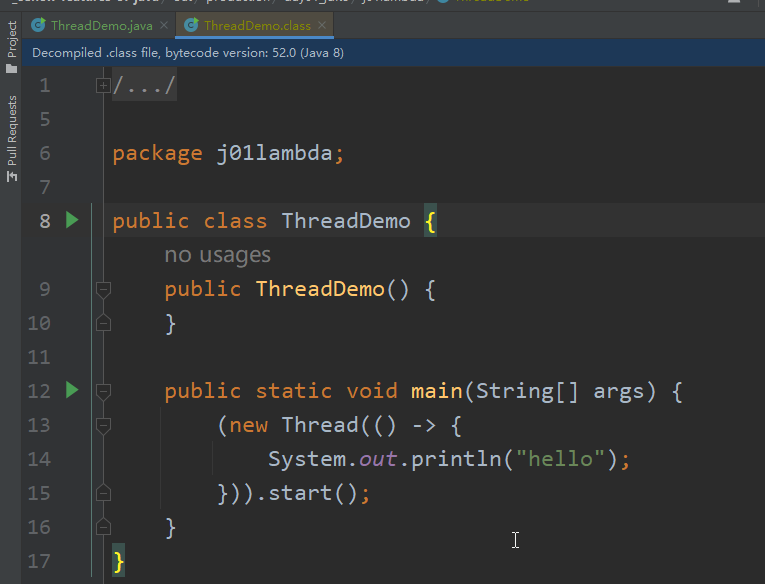 ThreadDemo.java ThreadDemo.class
Project
Pull Requests
Decompiled .class file, bytecode version: 52.0 (Java 8)
1 /.../
5
6 package j01lambda;
7
8 public class ThreadDemo {
no usages
9 public ThreadDemo() {
10 }
11
12 public static void main(String[] args) {
13 (new Thread(() -> {
14 System.out.println("hello");
15 })).start();
16 }
17 }